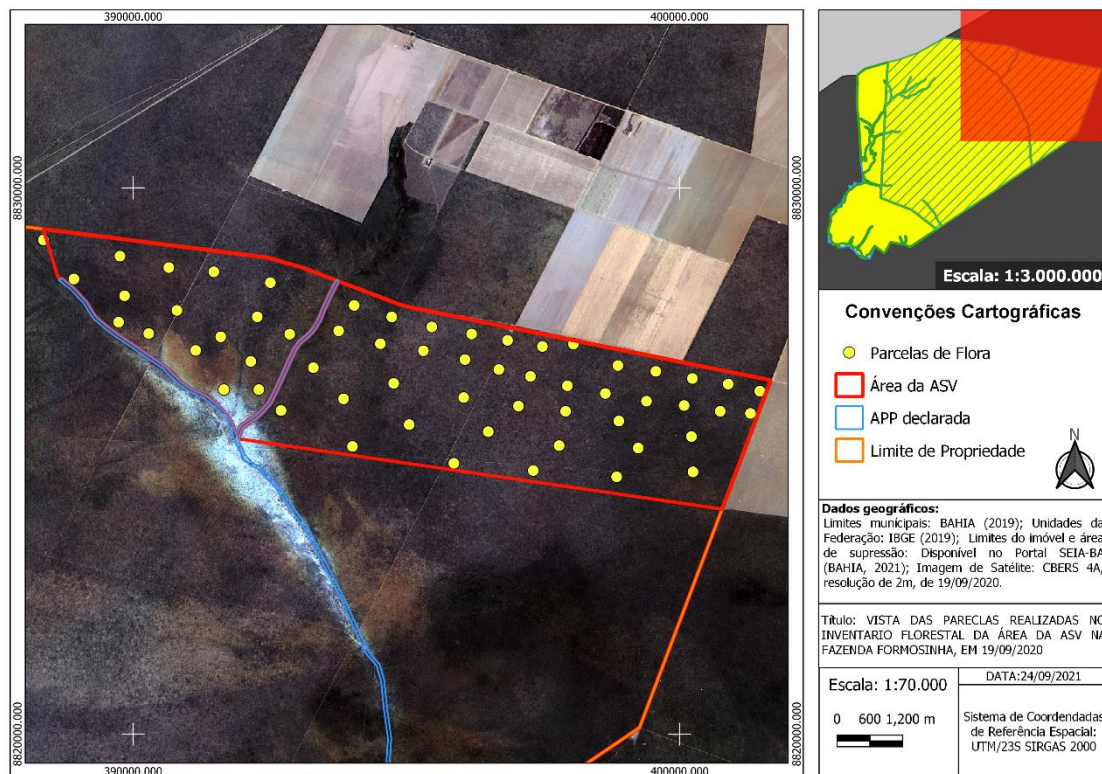 390000.000
400000.000
8830000.000
8830000.000
8820000.000
8820000.000
390000.000
400000.000
Escala: 1:3.000.000
Convenções Cartográficas
Parcelas de Flora
Área da ASV
APP declarada
Limite de Propriedade
N
Dados geográficos:
Limites municipais: BAHIA (2019); Unidades da
Federação: IBGE (2019); Limites do imóvel e área
de supressão: Disponível no Portal SEIA-BA
(BAHIA, 2021); Imagem de Satélite: CBERS 4A,
resolução de 2m, de 19/09/2020.
Título: VISTA DAS PARECLAS REALIZADAS NO
INVENTARIO FLORESTAL DA ÁREA DA ASV NA
FAZENDA FORMOSINHA, EM 19/09/2020
Escala: 1:70.000
0 600 1,200 m
DATA:24/09/2021
Sistema de Coordendadas
de Referência Espacial:
UTM/23S SIRGAS 2000